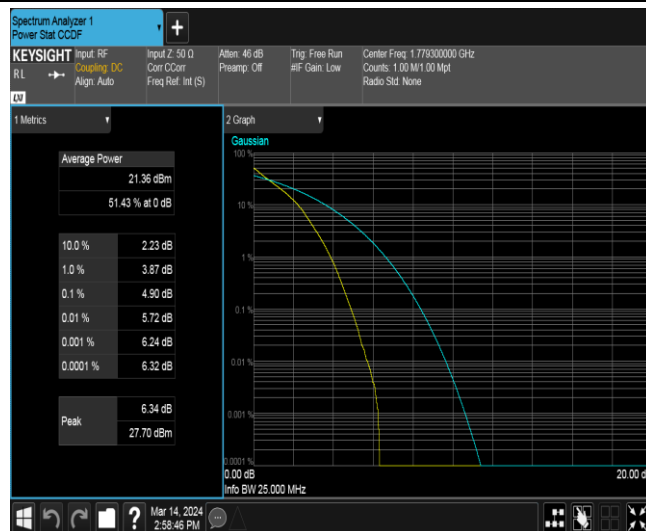 Spectrum Analyzer 1
Power Stat CCDF
KEYSIGHT
RL
LXI
Input: RF
Coupling: DC
Align: Auto
Input Z: 50 Ω
Corr CCorr
Freq Ref: Int (S)
Atten: 46 dB
Preamp: Off
Trig: Free Run
#IF Gain: Low
Center Freq: 1.779300000 GHz
Counts: 1.00 M/1.00 Mpt
Radio Std: None
1 Metrics
Average Power
21.36 dBm
51.43 % at 0 dB
10.0 % 2.23 dB
1.0 % 3.87 dB
0.1 % 4.90 dB
0.01 % 5.72 dB
0.001 % 6.24 dB
0.0001 % 6.32 dB
Peak
6.34 dB
27.70 dBm
2 Graph
Gaussian
100 %
10 %
1 %
0.1 %
0.01 %
0.001 %
0.0001 %
0.00 dB
20.00 d
Info BW 25.000 MHz
?
Mar 14, 2024
2:58:46 PM